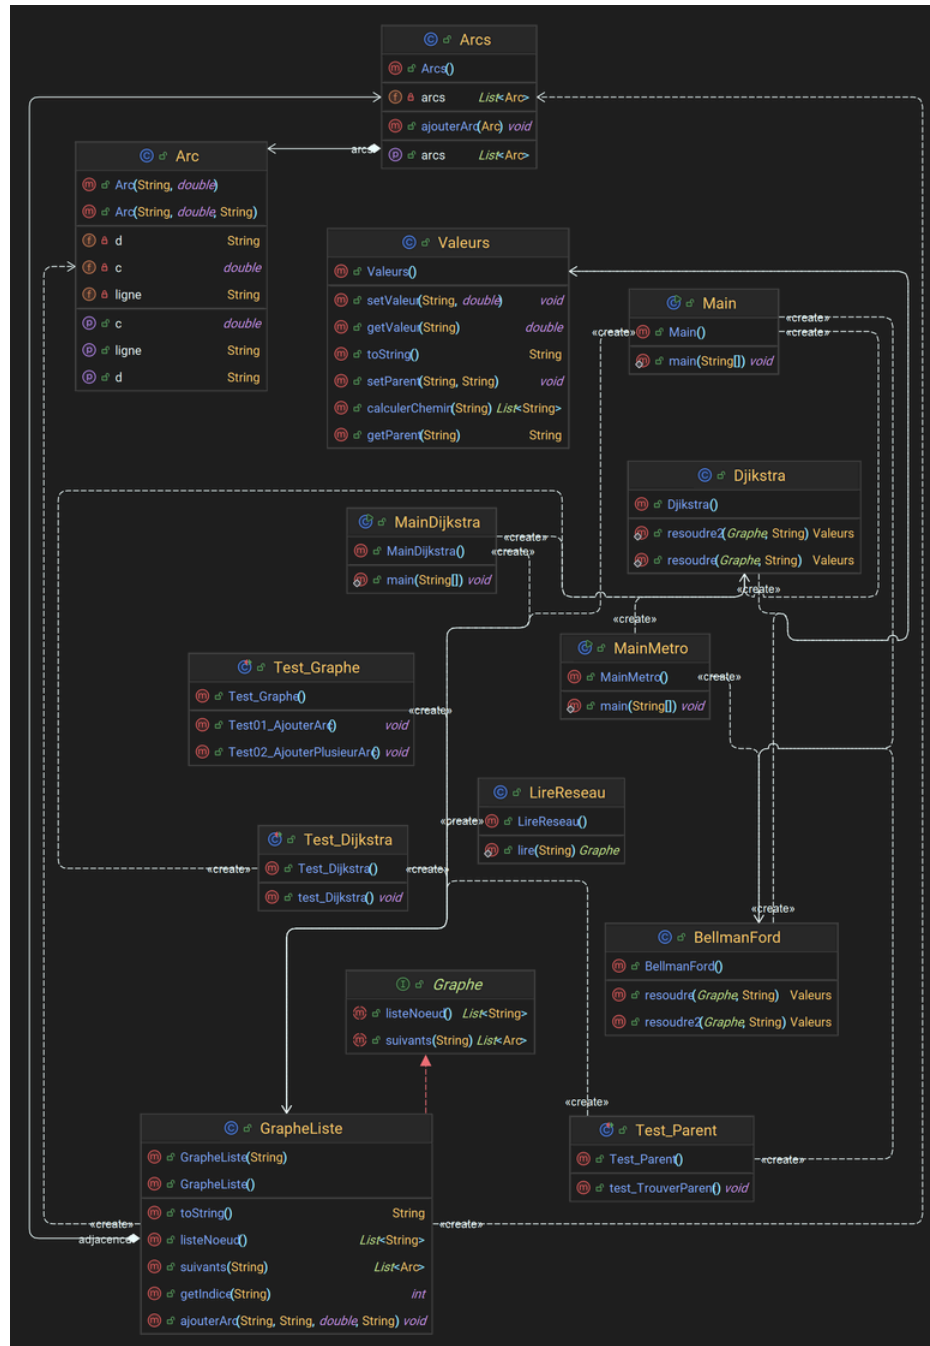 Arcs
Arcs()
arcs List<Arc>
ajouterArc(Arc) void
arcs List<Arc>
arcs
Arc
Arc(String, double)
Arc(String, double, String)
d String
c double
ligne String
c double
ligne String
d String
Valeurs
Valeurs()
setValeur(String, double) void
getValeur(String) double
toString() String
setParent(String, String) void
calculerChemin(String) List<String>
getParent(String) String
Main
Main()
main(String[]) void
«create»
«create»
«create»
Djikstra
Djikstra()
resoudre2(Graphe, String) Valeurs
resoudre(Graphe, String) Valeurs
MainDijkstra
MainDijkstra()
main(String[]) void
«create»
«create»
«create»
«create»
MainMetro
MainMetro()
main(String[]) void
«create»
Test_Graphe
Test_Graphe()
Test01_AjouterArc() void
Test02_AjouterPlusieurArc() void
«create»
LireReseau
LireReseau()
lire(String) Graphe
«create»
Test_Dijkstra
Test_Dijkstra()
test_Dijkstra() void
«create»
«create»
«create»
BellmanFord
BellmanFord()
resoudre(Graphe, String) Valeurs
resoudre2(Graphe, String) Valeurs
Graphe
listeNoeud() List<String>
suivants(String) List<Arc>
«create»
Test_Parent
Test_Parent()
test_TrouverParent() void
«create»
GrapheListe
GrapheListe(String)
GrapheListe()
toString() String
listeNoeud() List<String>
suivants(String) List<Arc>
getIndice(String) int
ajouterArc(String, String, double, String) void
«create»
adjacence
«create»